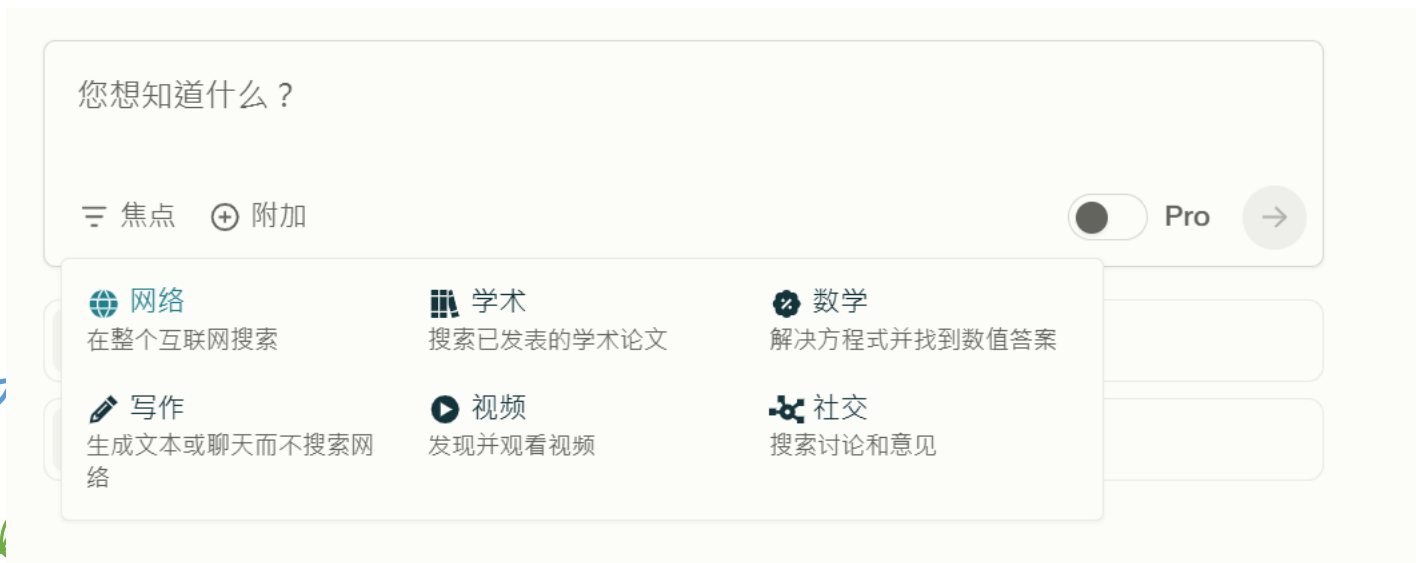 您想知道什么？
焦点 附加 Pro
网络 学术 数学
在整个互联网搜索 搜索已发表的学术论文 解决方程式并找到数值答案
写作 视频 社交
生成文本或聊天而不搜索网 发现并观看视频 搜索讨论和意见
络